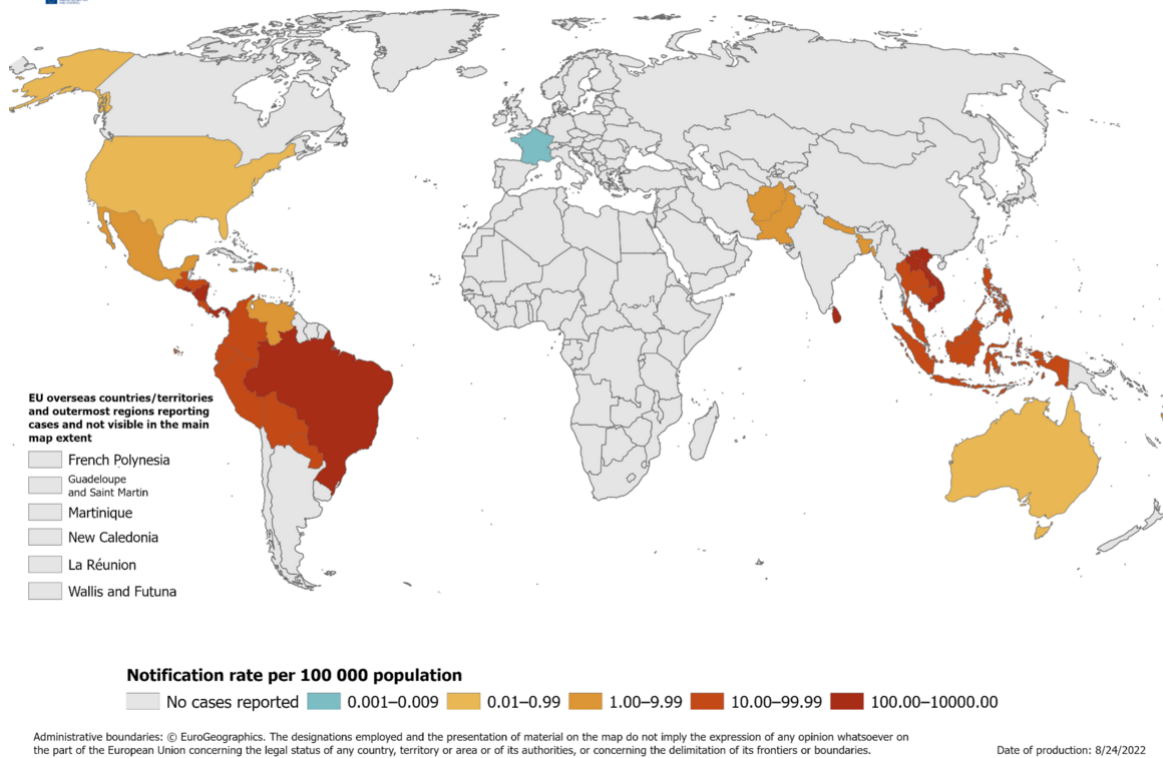 EU overseas countries/territories
and outermost regions reporting
cases and not visible in the main
map extent
French Polynesia
Guadeloupe
and Saint Martin
Martinique
New Caledonia
La Réunion
Wallis and Futuna
Notification rate per 100 000 population
No cases reported 0.001–0.009 0.01–0.99 1.00–9.99 10.00–99.99 100.00–10000.00
Administrative boundaries: © EuroGeographics. The designations employed and the presentation of material on the map do not imply the expression of any opinion whatsoever on
the part of the European Union concerning the legal status of any country, territory or area or of its authorities, or concerning the delimitation of its frontiers or boundaries.
Date of production: 8/24/2022